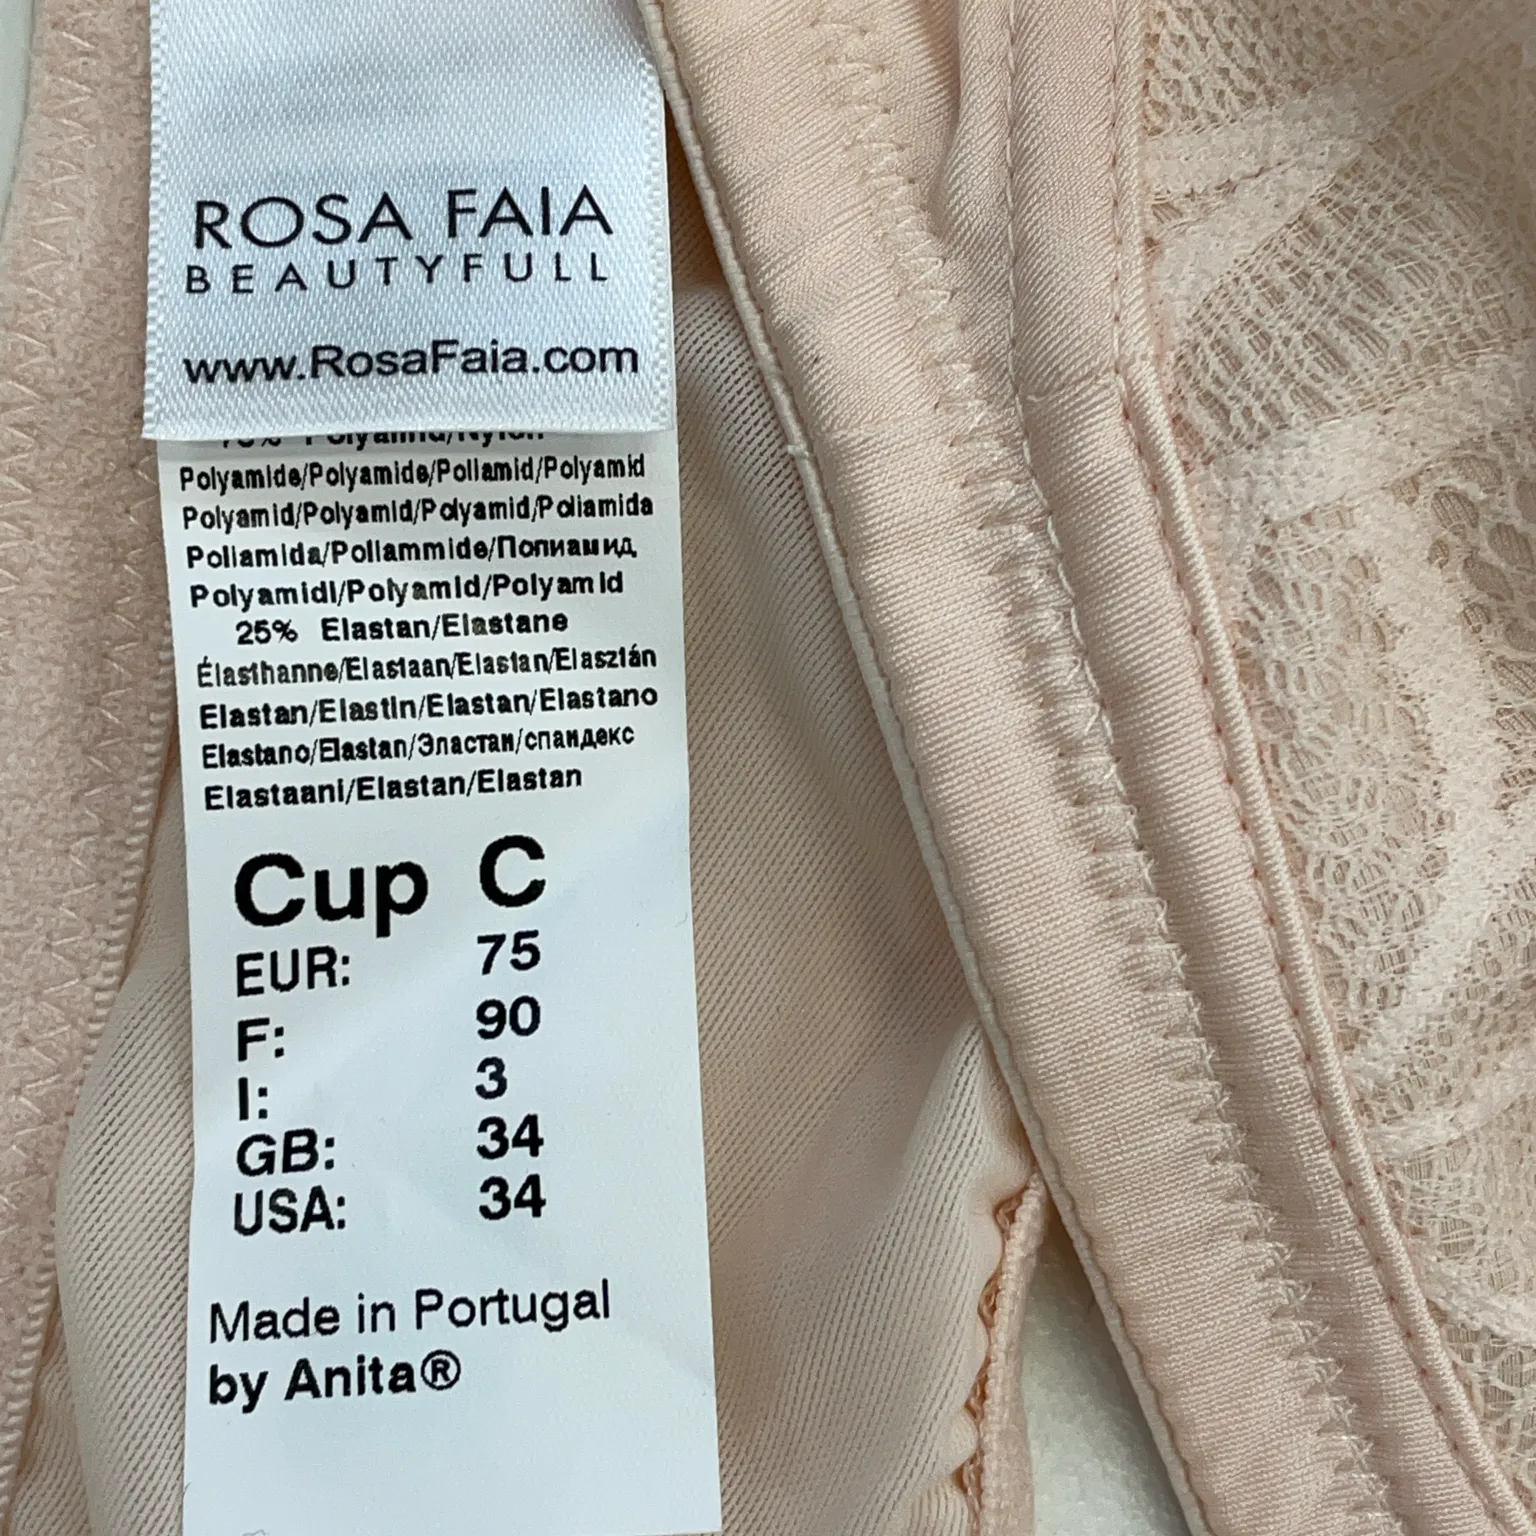 ROSA FAIA
BEAUTYFULL
www.RosaFaia.com
Polyamid/Nylon
Polyamide/Polyamide/Poliamid/Polyamid
Polyamid/Polyamid/Polyamid/Poliamida
Poliamida/Poliammide/Полиамид
Polyamidi/Polyamid/Polyamid
25% Elastan/Elastane
Élasthanne/Elastaan/Elastan/Elasztán
Elastan/Elastin/Elastan/Elastano
Elastano/Elastan/Эластан/спандекс
Elastaani/Elastan/Elastan
Cup C
EUR: 75
F: 90
I: 3
GB: 34
USA: 34
Made in Portugal
by Anita®